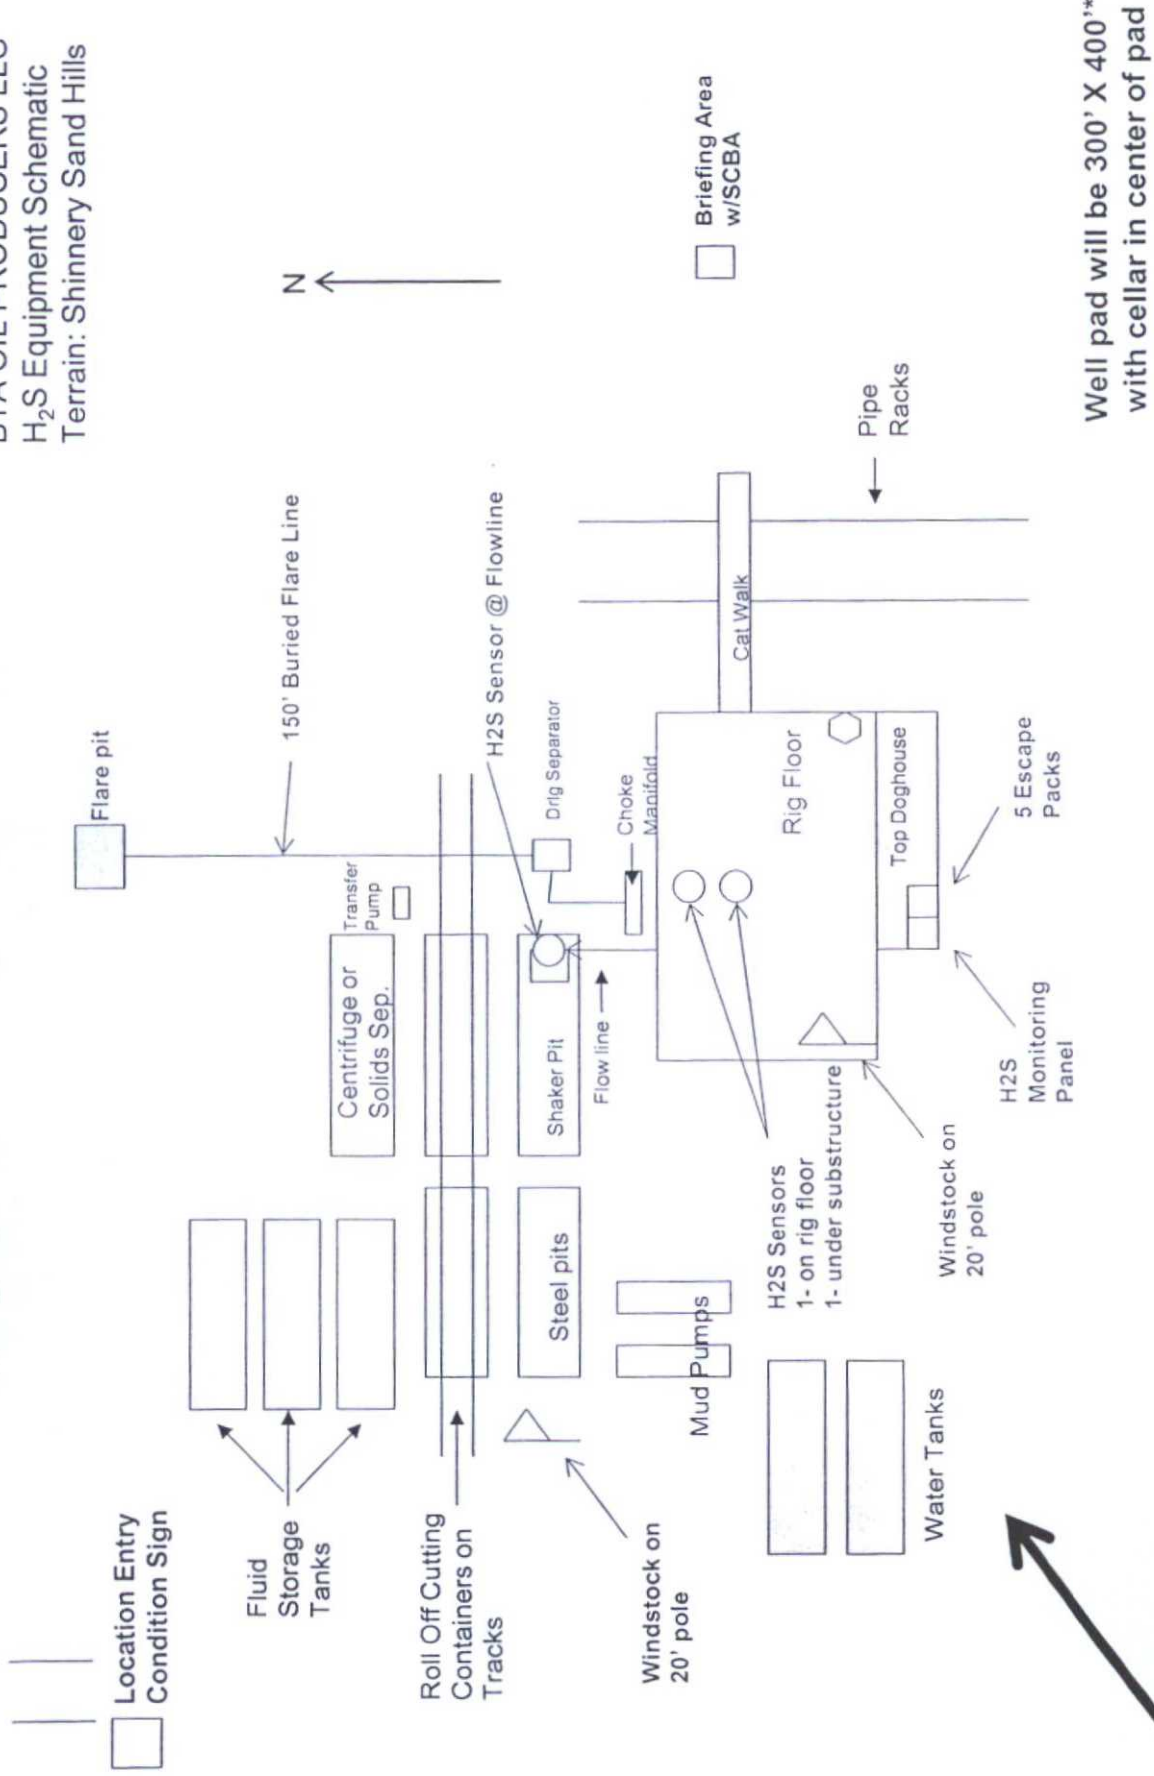 BTA OIL PRODUCERS LLC
H₂S Equipment Schematic
Terrain: Shinnery Sand Hills
Location Entry
Condition Sign
Flare pit
150' Buried Flare Line
N
Fluid
Storage
Tanks
Centrifuge or
Solids Sep.
Transfer
Pump
Roll Off Cutting
Containers on
Tracks
H2S Sensor @ Flowline
Steel pits
Shaker Pit
Drlg Separator
Flow line
Choke
Manifold
Windstock on
20' pole
Mud Pumps
Briefing Area
w/SCBA
Cat Walk
Rig Floor
H2S Sensors
1- on rig floor
1- under substructure
Pipe
Racks
Top Doghouse
Water Tanks
Windstock on
20' pole
H2S
Monitoring
Panel
5 Escape
Packs
Well pad will be 300' X 400'*
with cellar in center of pad